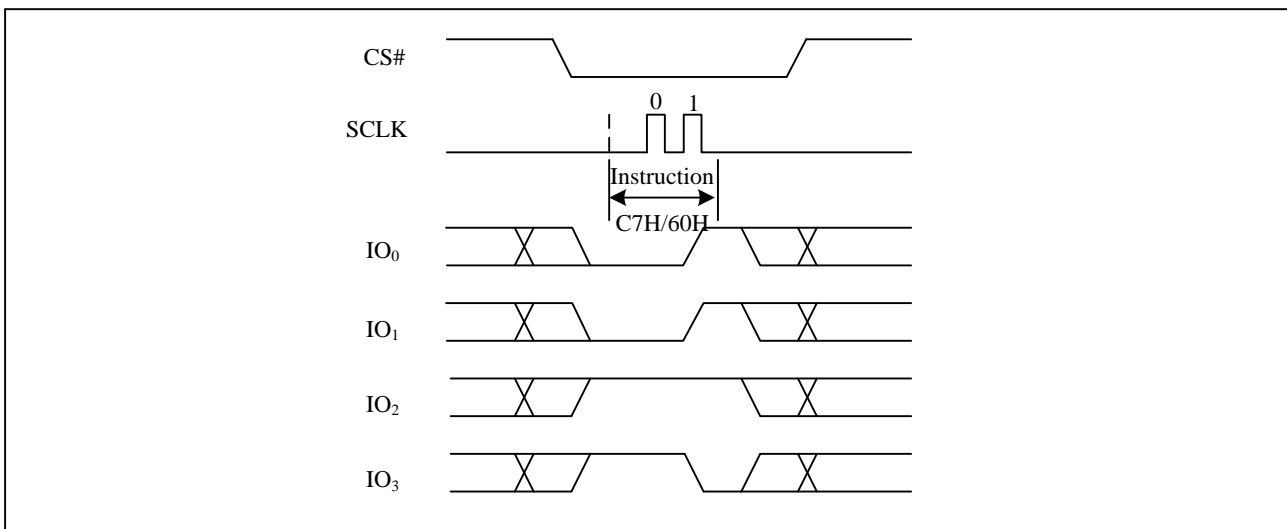 CS#
0 1
SCLK
Instruction
C7H/60H
IO₀
IO₁
IO₂
IO₃